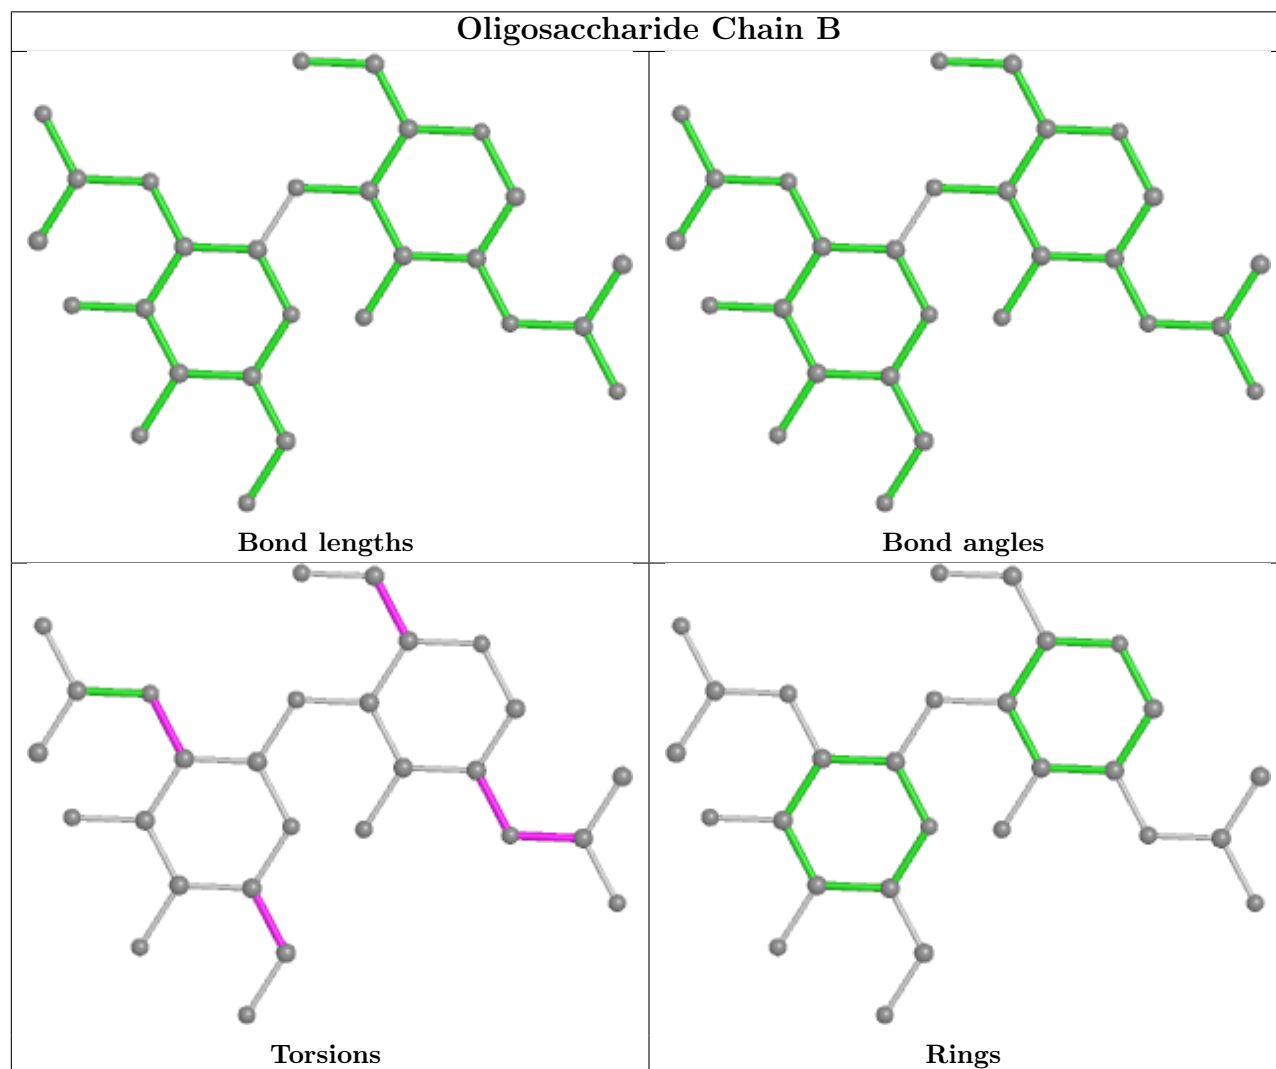 Oligosaccharide Chain B
Bond lengths
Bond angles
Torsions
Rings